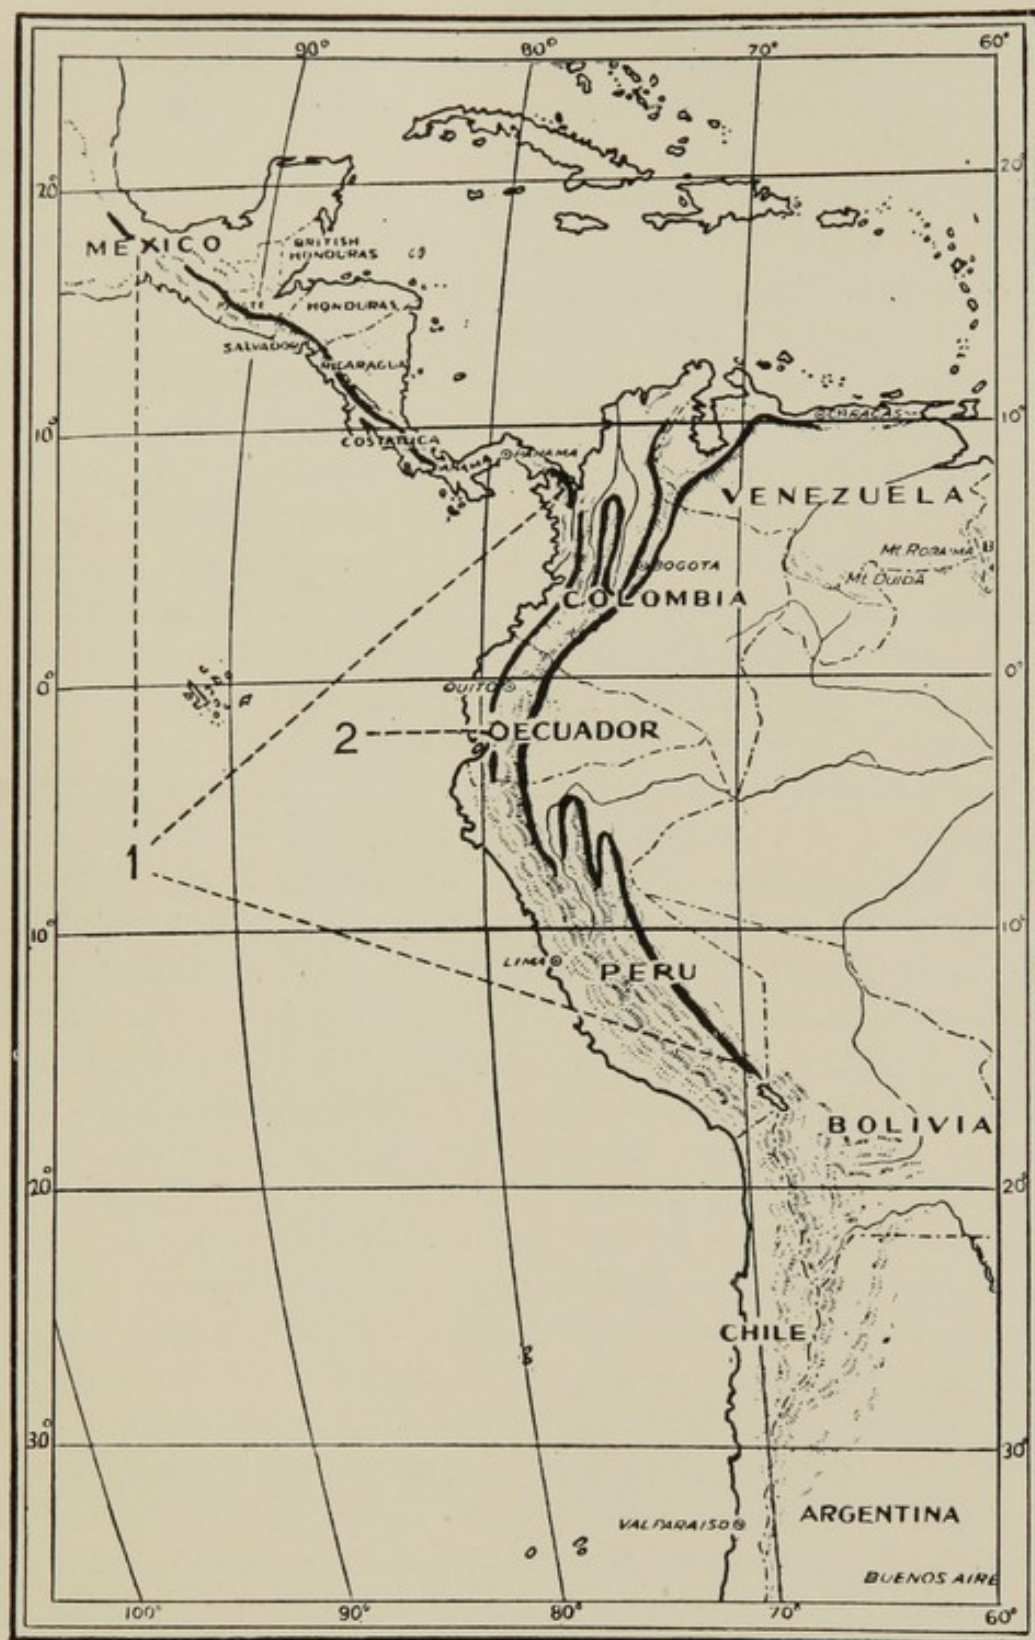 90° 80° 70° 60°
20° 20°
MEXICO
BRITISH
HONDURAS
HONDURAS
SALVADOR
NICARAGUA
10° 10°
COSTA RICA
CARACAS
PANAMA
PANAMA
VENEZUELA
Mt. RORAIMA B
BOGOTA
Mt. DUIDA
COLOMBIA
0° 0°
QUITO
2 ECUADOR
1
10° 10°
LIMA
PERU
BOLIVIA
20° 20°
CHILE
30° 30°
ARGENTINA
VALPARAISO
BUENOS AIRE
100° 90° 80° 70° 60°